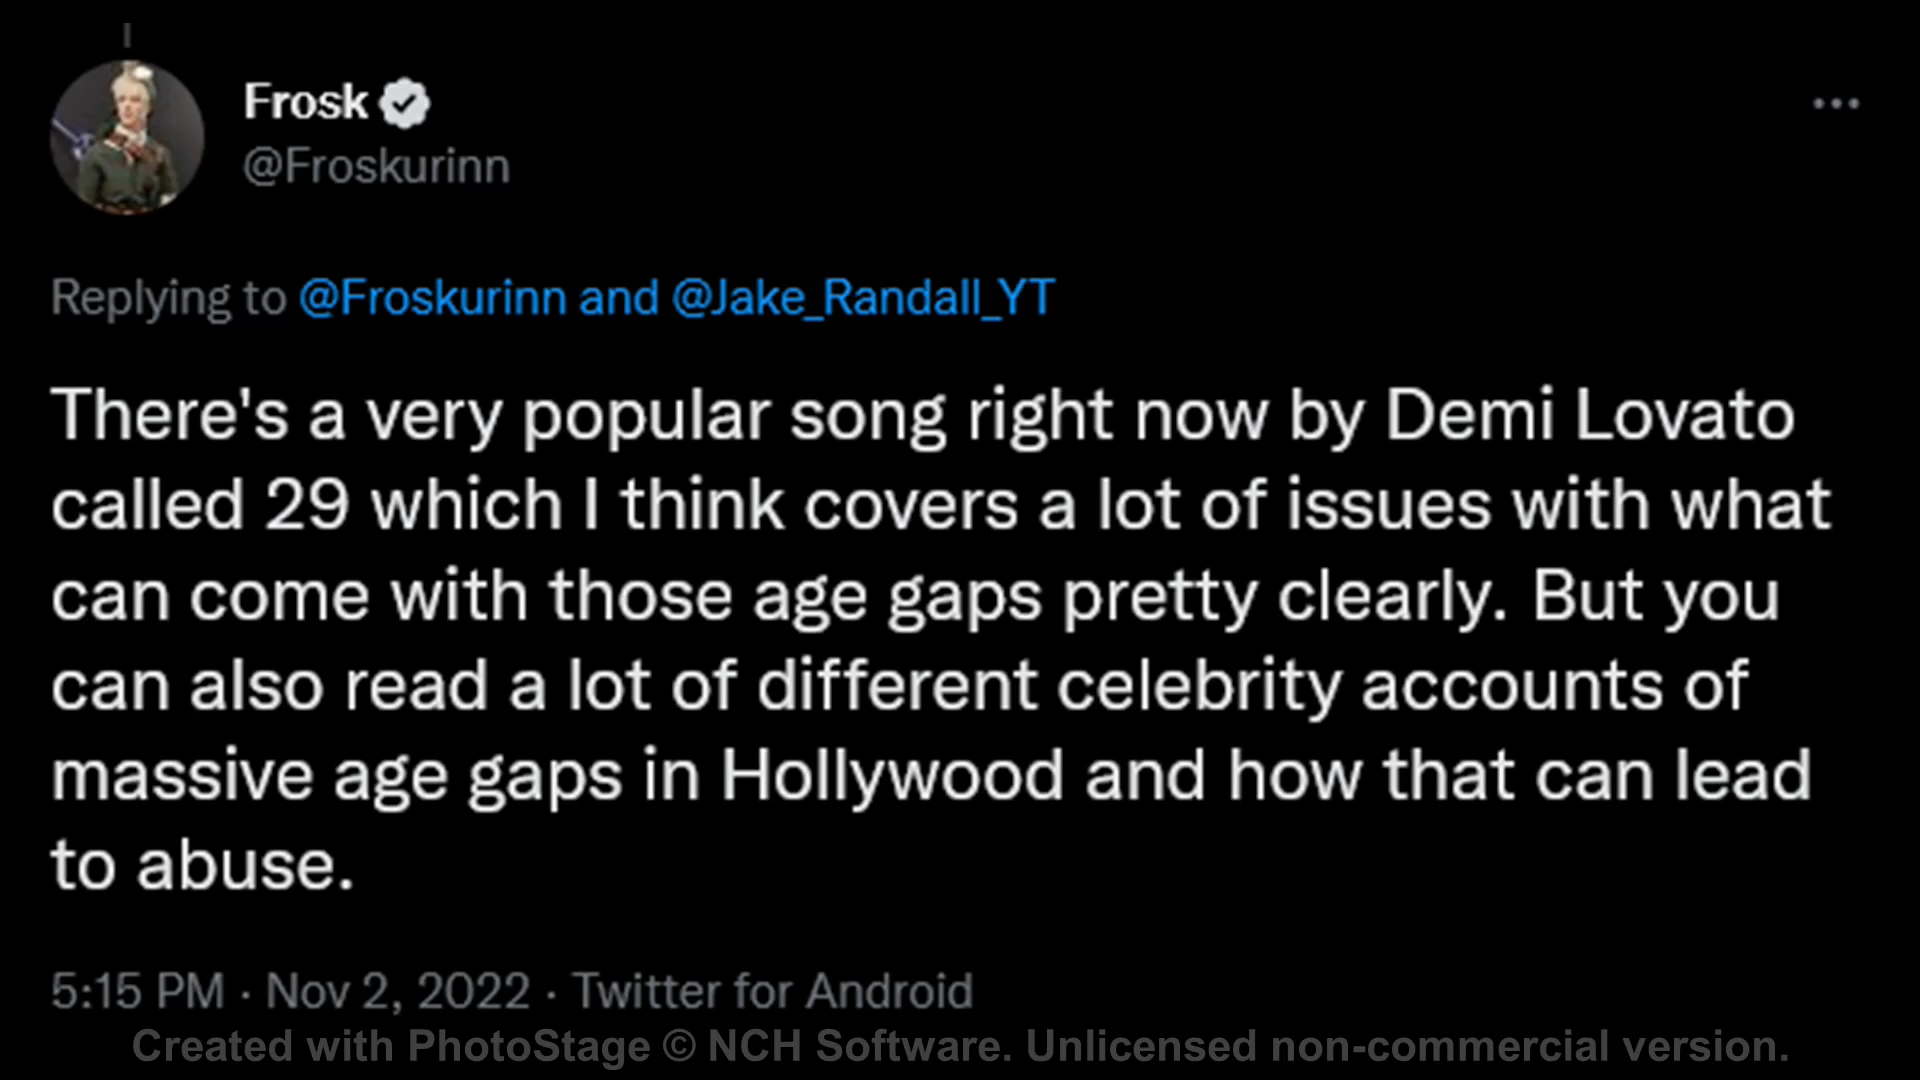 Frosk
@Froskurinn
Replying to @Froskurinn and @Jake_Randall_YT
There's a very popular song right now by Demi Lovato
called 29 which I think covers a lot of issues with what
can come with those age gaps pretty clearly. But you
can also read a lot of different celebrity accounts of
massive age gaps in Hollywood and how that can lead
to abuse.
5:15 PM · Nov 2, 2022 · Twitter for Android
Created with PhotoStage © NCH Software. Unlicensed non-commercial version.